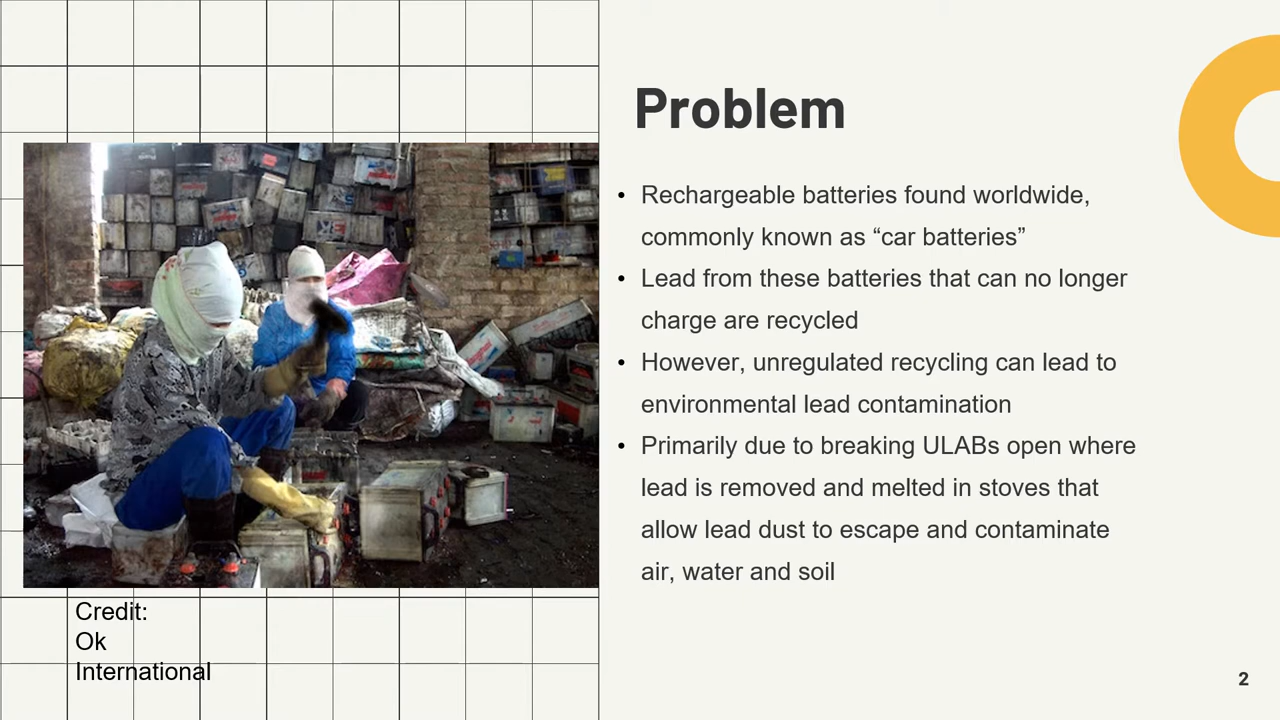 Problem
• Rechargeable batteries found worldwide,
commonly known as “car batteries”
• Lead from these batteries that can no longer
charge are recycled
• However, unregulated recycling can lead to
environmental lead contamination
• Primarily due to breaking ULABs open where
lead is removed and melted in stoves that
allow lead dust to escape and contaminate
air, water and soil
Credit:
Ok
International
2